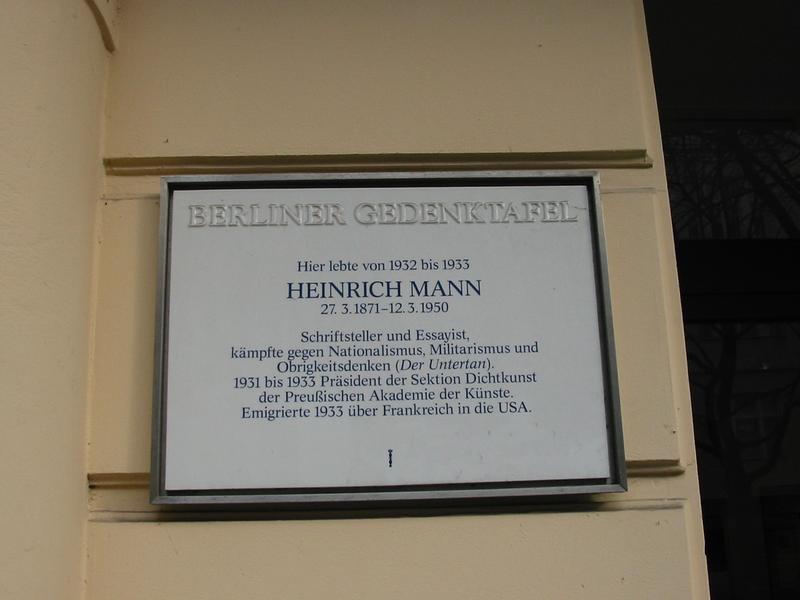 BERLINER GEDENKTAFEL
Hier lebte von 1932 bis 1933
HEINRICH MANN
27. 3. 1871–12. 3. 1950
Schriftsteller und Essayist,
kämpfte gegen Nationalismus, Militarismus und
Obrigkeitsdenken (Der Untertan).
1931 bis 1933 Präsident der Sektion Dichtkunst
der Preußischen Akademie der Künste.
Emigrierte 1933 über Frankreich in die USA.